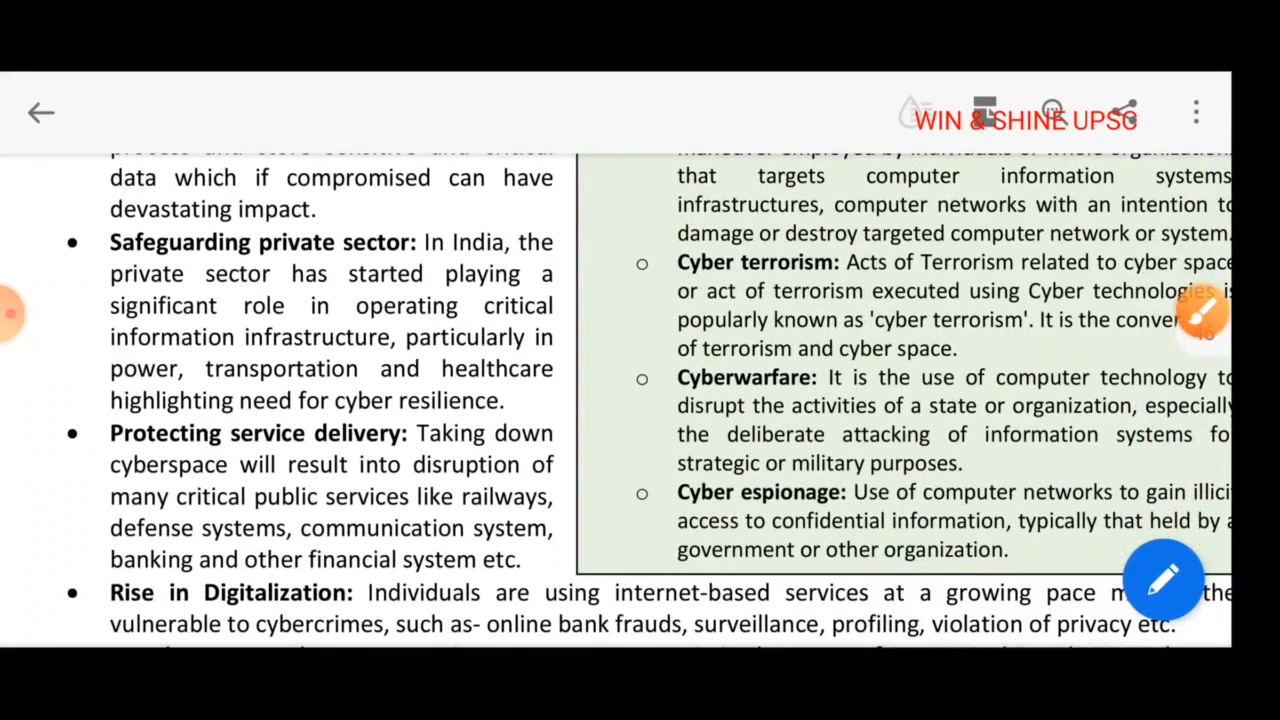 WIN & SHINE UPSC
data which if compromised can have
devastating impact.
• Safeguarding private sector: In India, the
private sector has started playing a
significant role in operating critical
information infrastructure, particularly in
power, transportation and healthcare
highlighting need for cyber resilience.
• Protecting service delivery: Taking down
cyberspace will result into disruption of
many critical public services like railways,
defense systems, communication system,
banking and other financial system etc.
that targets computer information systems
infrastructures, computer networks with an intention to
damage or destroy targeted computer network or system.
o Cyber terrorism: Acts of Terrorism related to cyber space
or act of terrorism executed using Cyber technologies is
popularly known as 'cyber terrorism'. It is the conver
46
of terrorism and cyber space.
o Cyberwarfare: It is the use of computer technology to
disrupt the activities of a state or organization, especially
the deliberate attacking of information systems fo
strategic or military purposes.
o Cyber espionage: Use of computer networks to gain illici
access to confidential information, typically that held by a
government or other organization.
• Rise in Digitalization: Individuals are using internet-based services at a growing pace m the
vulnerable to cybercrimes, such as- online bank frauds, surveillance, profiling, violation of privacy etc.